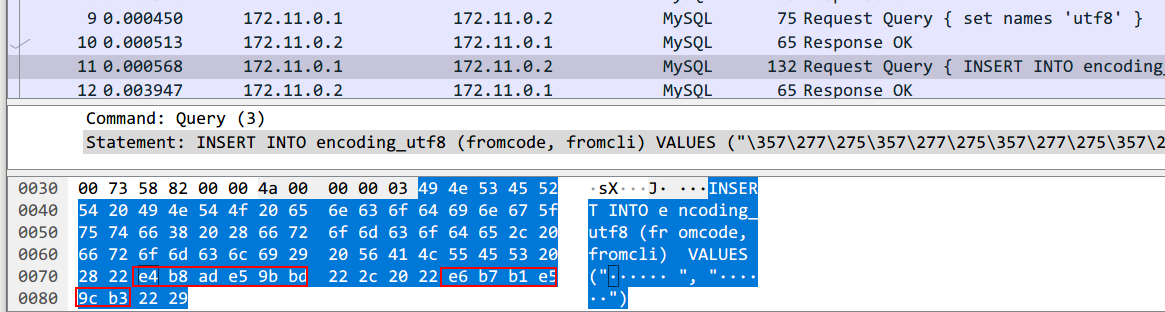 9 0.000450 172.11.0.1 172.11.0.2 MySQL 75 Request Query { set names 'utf8' }
10 0.000513 172.11.0.2 172.11.0.1 MySQL 65 Response OK
11 0.000568 172.11.0.1 172.11.0.2 MySQL 132 Request Query { INSERT INTO encoding_
12 0.003947 172.11.0.2 172.11.0.1 MySQL 65 Response OK
Command: Query (3)
Statement: INSERT INTO encoding_utf8 (fromcode, fromcli) VALUES ("\357\277\275\357\277\275\357\277\275\357\2
0030 00 73 58 82 00 00 4a 00 00 00 03 49 4e 53 45 52 ·sX···J· ···INSER
0040 54 20 49 4e 54 4f 20 65 6e 63 6f 64 69 6e 67 5f T INTO e ncoding_
0050 75 74 66 38 20 28 66 72 6f 6d 63 6f 64 65 2c 20 utf8 (fr omcode,
0060 66 72 6f 6d 63 6c 69 29 20 56 41 4c 55 45 53 20 fromcli) VALUES
0070 28 22 e4 b8 ad e5 9b bd 22 2c 20 22 e6 b7 b1 e5 ("······ ", "····
0080 9c b3 22 29 ··")